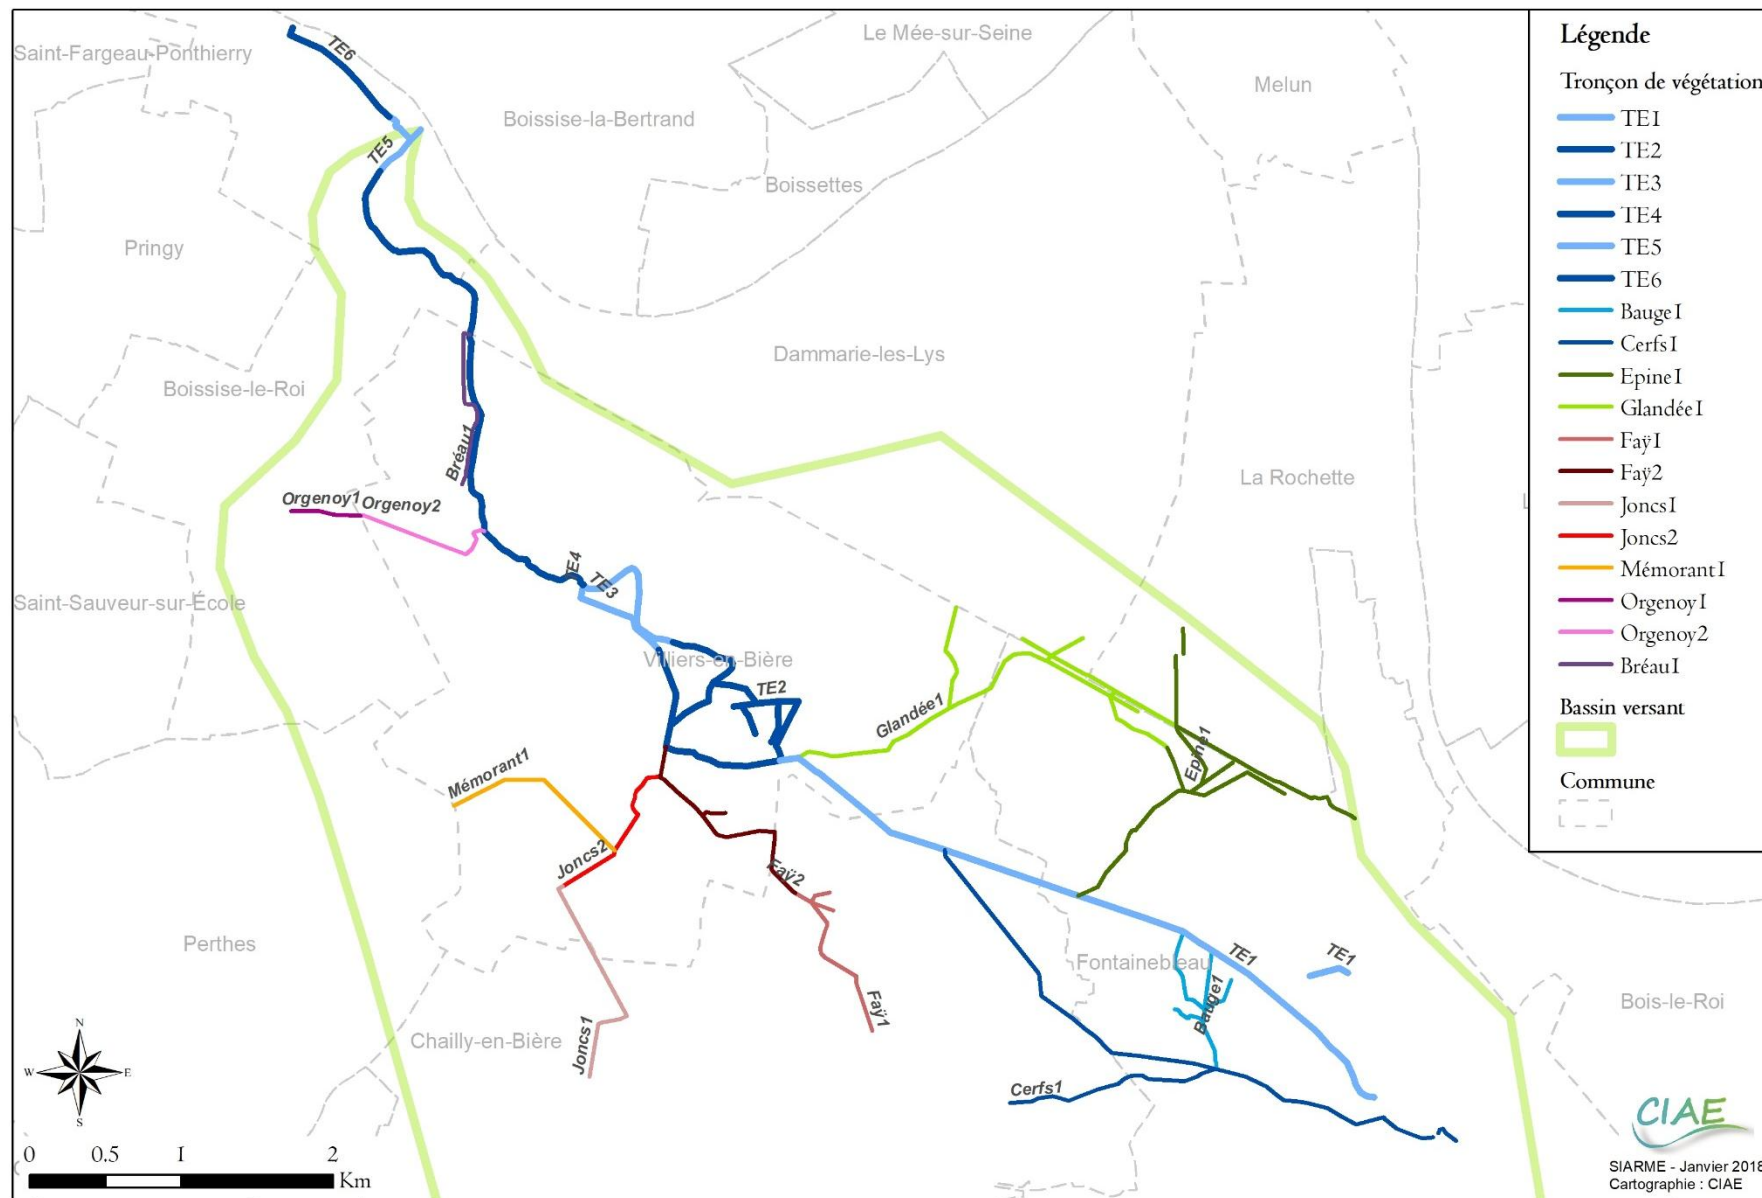 Saint-Fargeau-Ponthierry
TE6
Le Mée-sur-Seine
Melun
Boissise-la-Bertrand
TE5
Boissettes
Pringy
Dammarie-les-Lys
Boissise-le-Roi
Bréau1
La Rochette
Orgenoy1
Orgenoy2
TE4
TE3
Saint-Sauveur-sur-École
Villiers-en-Bière
TE2
Glandée1
Epine1
Mémorant1
Joncs2
Faÿ2
Perthes
TE1
TE1
Fontainebleau
Bauge1
Faÿ1
Bois-le-Roi
Chailly-en-Bière
Joncs1
Cerfs1
N
W
E
S
0
0.5
1
2
Km
Légende
Tronçon de végétation
TE1
TE2
TE3
TE4
TE5
TE6
Bauge1
Cerfs1
Epine1
Glandée1
Faÿ1
Faÿ2
Joncs1
Joncs2
Mémorant1
Orgenoy1
Orgenoy2
Bréau1
Bassin versant
Commune
CIAE
SIARME - Janvier 2018
Cartographie : CIAE